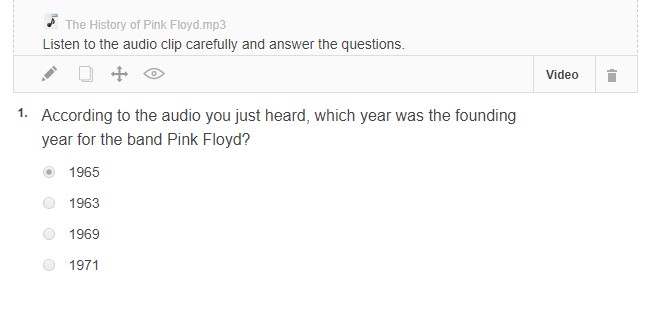 The History of Pink Floyd.mp3
Listen to the audio clip carefully and answer the questions.
Video
1. According to the audio you just heard, which year was the founding
year for the band Pink Floyd?
1965
1963
1969
1971